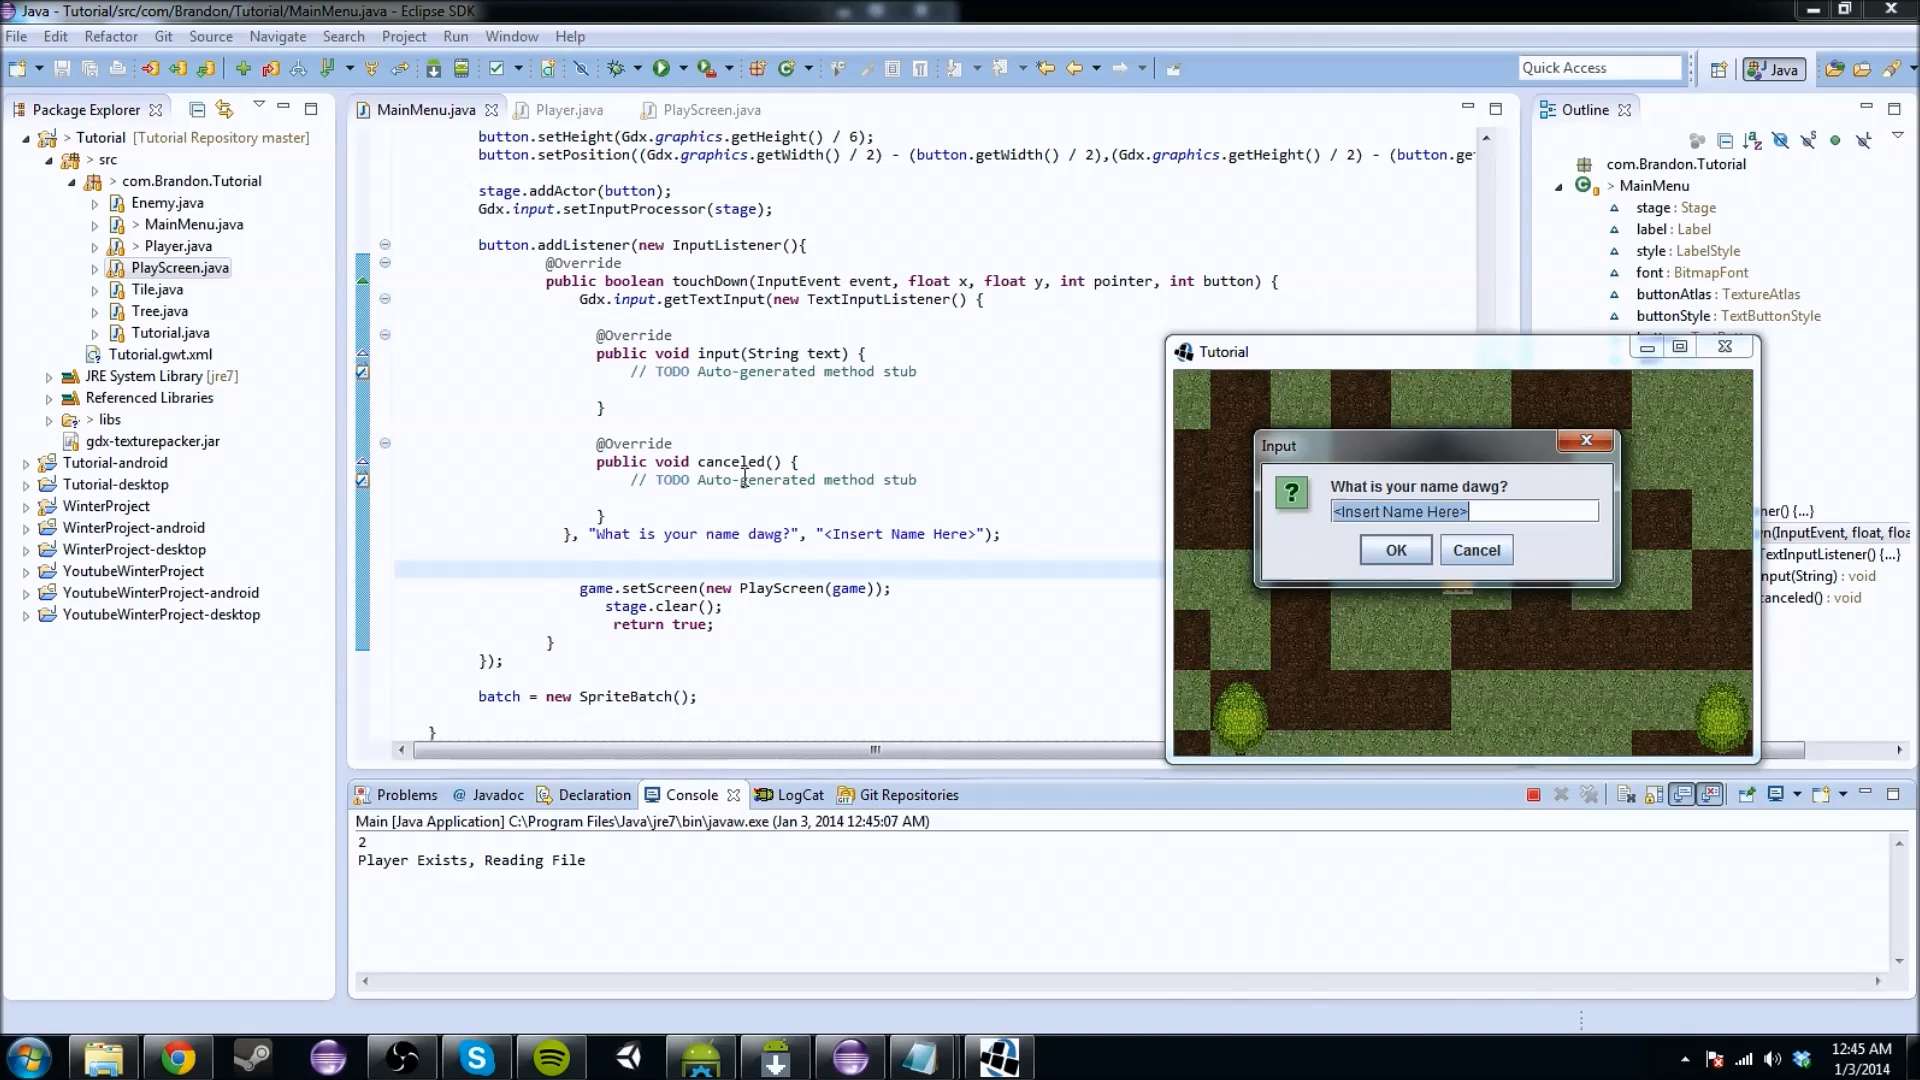 Java - Tutorial/src/com/Brandon/Tutorial/MainMenu.java - Eclipse SDK
File Edit Refactor Git Source Navigate Search Project Run Window Help
Quick Access
Java
Package Explorer
MainMenu.java
Player.java
PlayScreen.java
Outline
> Tutorial [Tutorial Repository master]
> src
> com.Brandon.Tutorial
Enemy.java
> MainMenu.java
> Player.java
PlayScreen.java
Tile.java
Tree.java
Tutorial.java
Tutorial.gwt.xml
JRE System Library [jre7]
Referenced Libraries
> libs
gdx-texturepacker.jar
Tutorial-android
Tutorial-desktop
WinterProject
WinterProject-android
WinterProject-desktop
YoutubeWinterProject
YoutubeWinterProject-android
YoutubeWinterProject-desktop
button.setHeight(Gdx.graphics.getHeight() / 6);
button.setPosition((Gdx.graphics.getWidth() / 2) - (button.getWidth() / 2),(Gdx.graphics.getHeight() / 2) - (button.get
stage.addActor(button);
Gdx.input.setInputProcessor(stage);
button.addListener(new InputListener(){
@Override
public boolean touchDown(InputEvent event, float x, float y, int pointer, int button) {
Gdx.input.getTextInput(new TextInputListener() {
@Override
public void input(String text) {
// TODO Auto-generated method stub
}
@Override
public void canceled() {
// TODO Auto-generated method stub
}
}, "What is your name dawg?", "<Insert Name Here>");
game.setScreen(new PlayScreen(game));
stage.clear();
return true;
}
});
batch = new SpriteBatch();
}
com.Brandon.Tutorial
> MainMenu
stage : Stage
label : Label
style : LabelStyle
font : BitmapFont
buttonAtlas : TextureAtlas
buttonStyle : TextButtonStyle
ner() {...}
n(InputEvent, float, floa
TextInputListener() {...}
nput(String) : void
canceled() : void
Tutorial
Input
What is your name dawg?
<Insert Name Here>
OK
Cancel
Problems
@ Javadoc
Declaration
Console
LogCat
Git Repositories
Main [Java Application] C:\Program Files\Java\jre7\bin\javaw.exe (Jan 3, 2014 12:45:07 AM)
2
Player Exists, Reading File
12:45 AM
1/3/2014